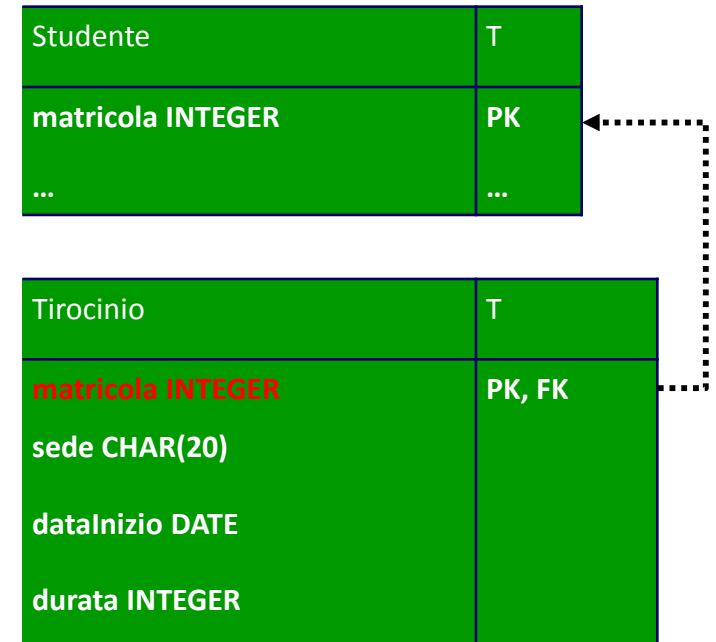 Studente T
matricola INTEGER PK
... ...
Tirocinio T
matricola INTEGER PK, FK
sede CHAR(20)
dataInizio DATE
durata INTEGER